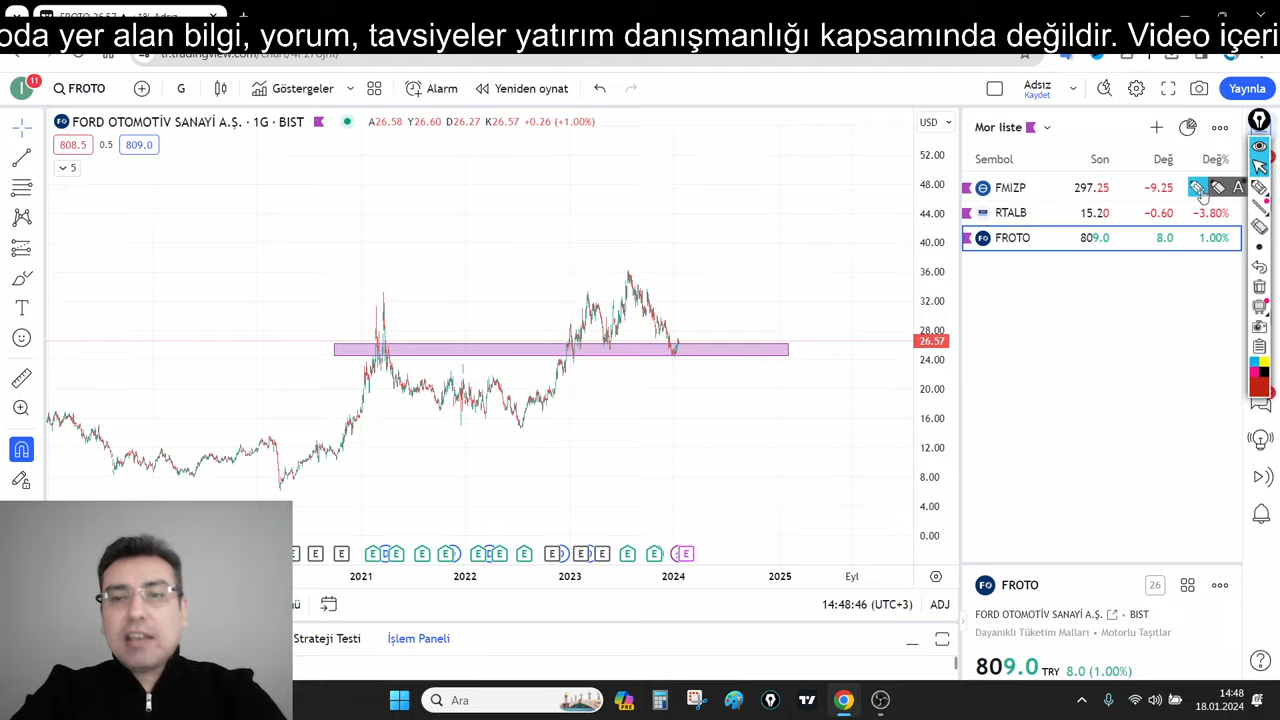 FROTO 26.57 ▲ +1% Adsız
oda yer alan bilgi, yorum, tavsiyeler yatırım danışmanlığı kapsamında değildir. Video içeri
11
FROTO
G
Göstergeler
Alarm
Yeniden oynat
Adsız
Kaydet
Yayınla
FORD OTOMOTİV SANAYİ A.Ş. · 1G · BIST
A26.58 Y26.60 D26.27 K26.57 +0.26 (+1.00%)
USD
808.5
0.5
809.0
5
52.00
48.00
44.00
40.00
36.00
32.00
28.00
26.57
24.00
20.00
16.00
12.00
8.00
4.00
0.00
Mor liste
Sembol Son Değ Değ%
FMIZP 297.25 −9.25
A
RTALB 15.20 −0.60 −3.80%
FROTO 809.0 8.0 1.00%
E E E E E E E E E E E E E E E
2021 2022 2023 2024 2025 Eyl
14:48:46 (UTC+3) ADJ
Strateji Testi
İşlem Paneli
FROTO
26
FORD OTOMOTİV SANAYİ A.Ş. • BIST
Dayanıklı Tüketim Malları • Motorlu Taşıtlar
809.0 TRY 8.0 (1.00%)
Ara
14:48
18.01.2024